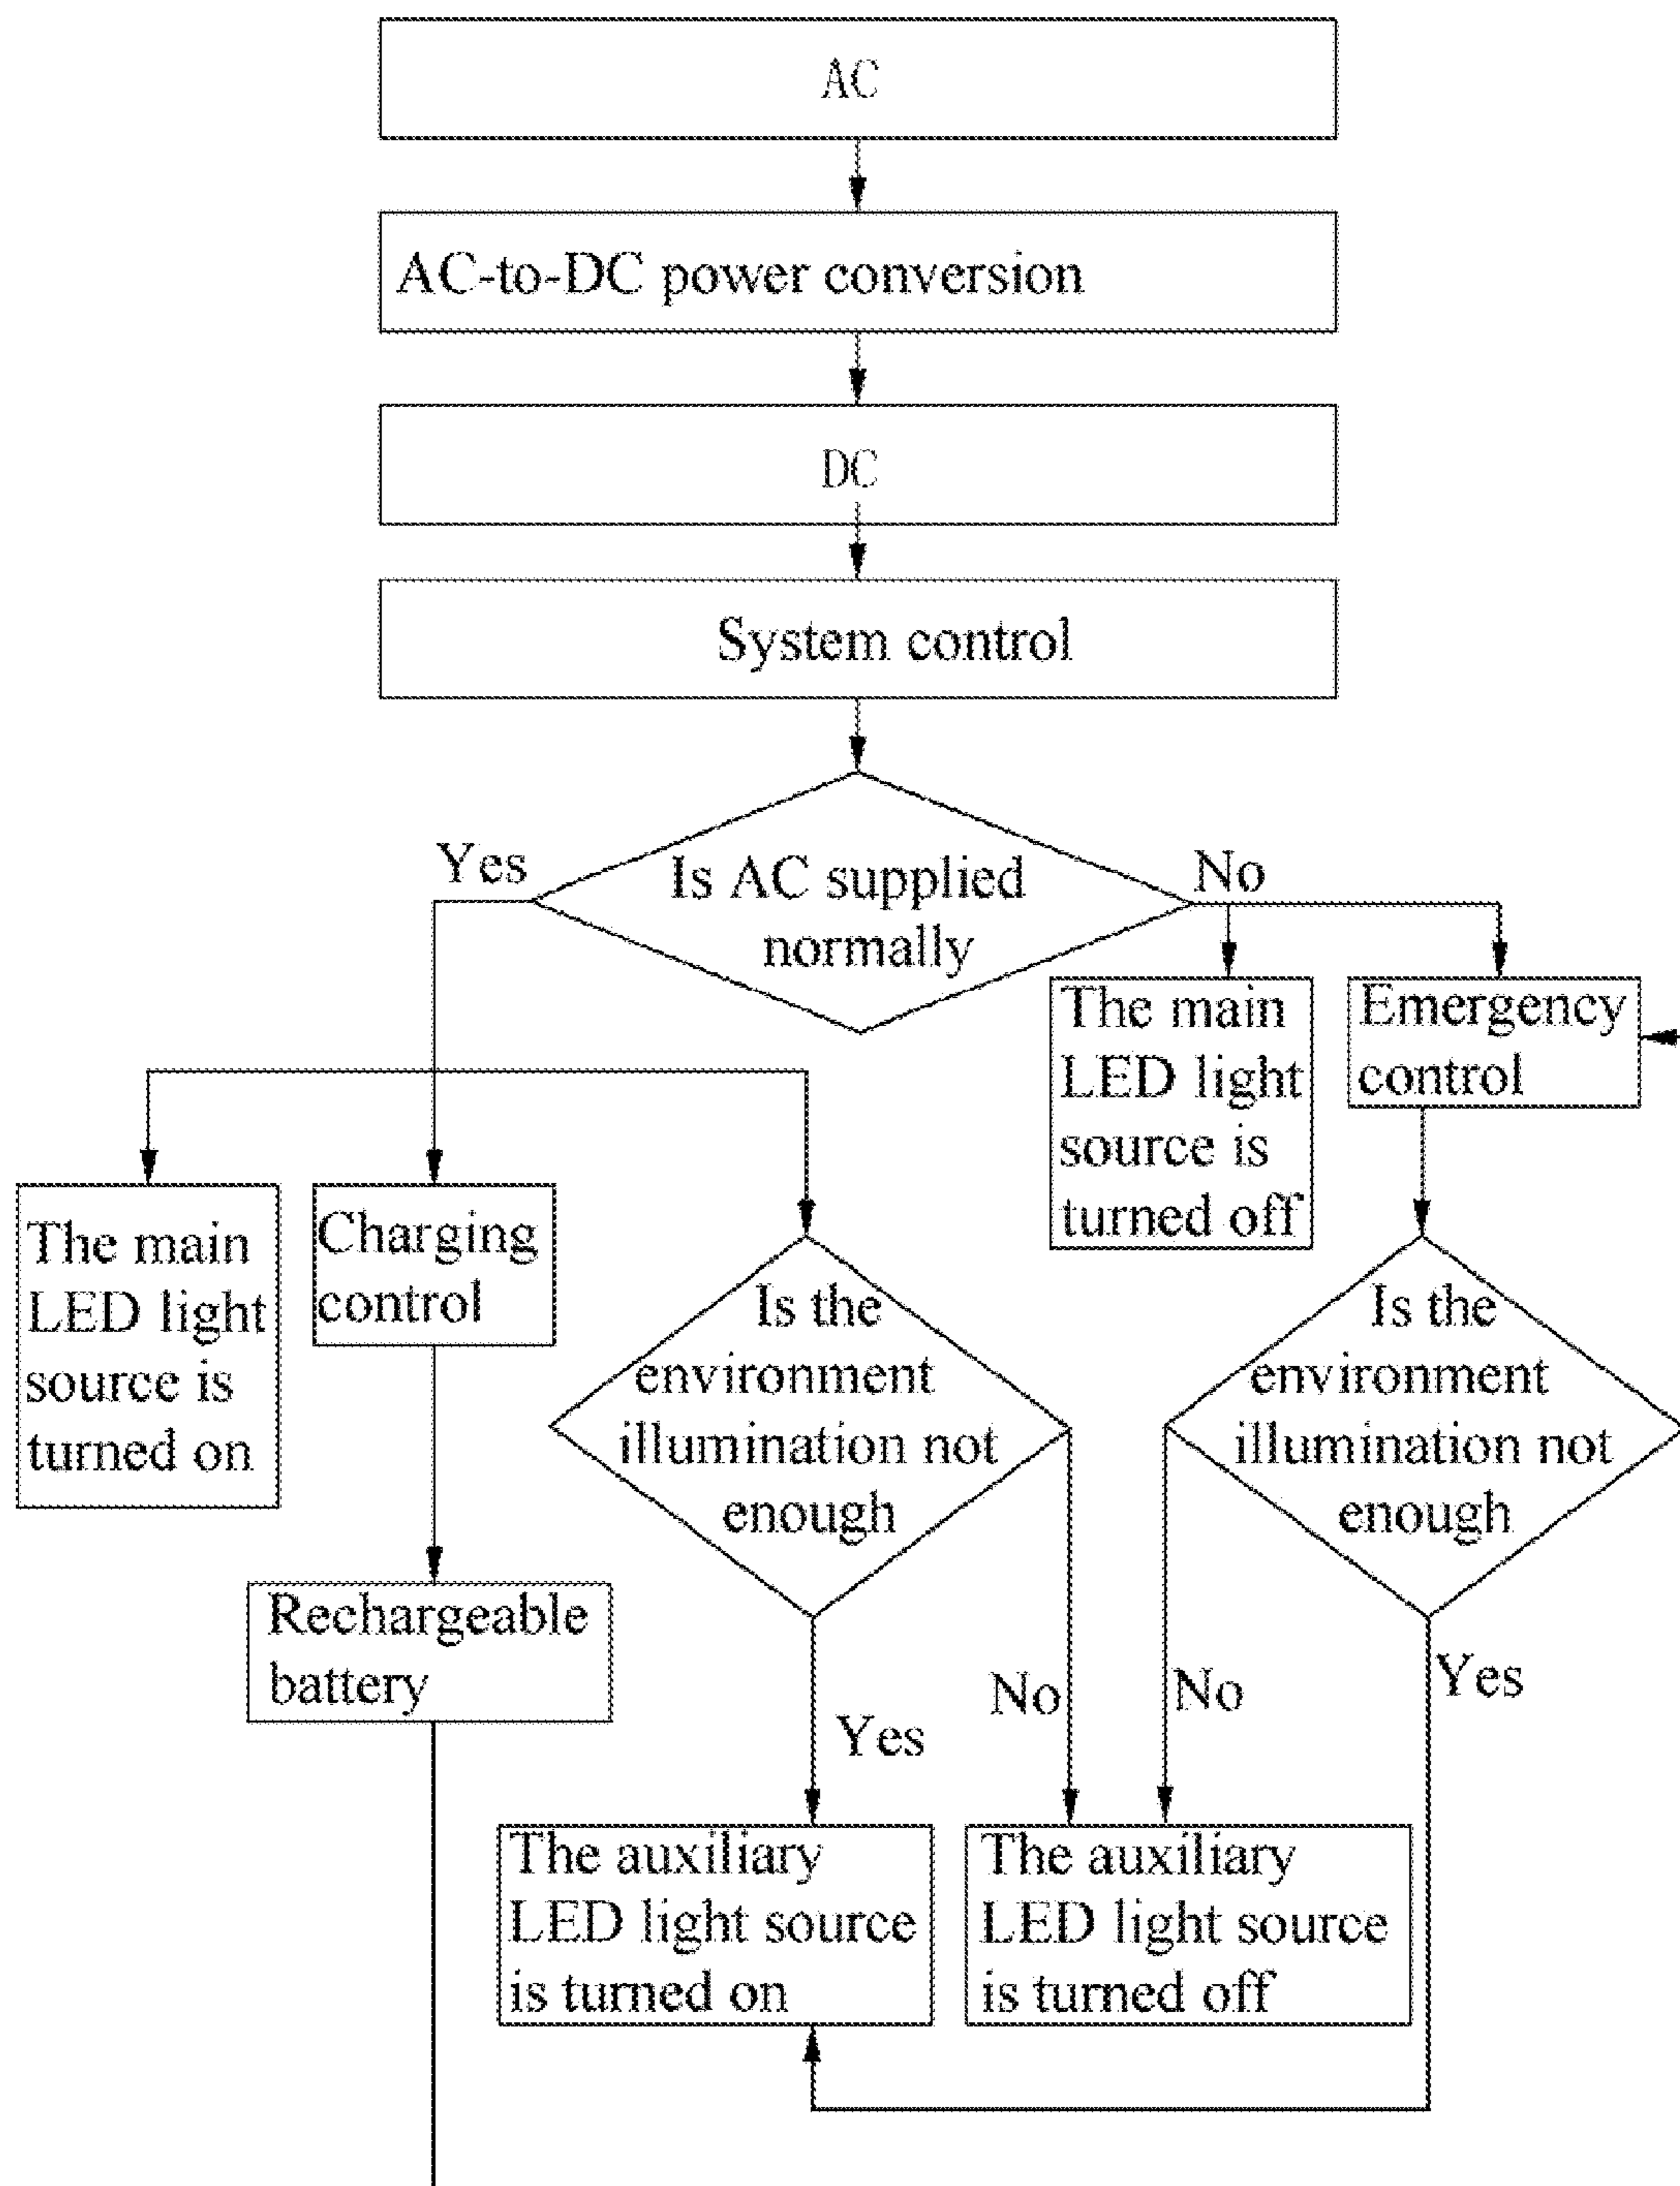 AC
AC-to-DC power conversion
DC
System control
Yes
Is AC supplied
normally
No
The main
LED light
source is
turned off
Emergency
control
The main
LED light
source is
turned on
Charging
control
Is the
environment
illumination not
enough
Is the
environment
illumination not
enough
Rechargeable
battery
Yes
No
No
Yes
The auxiliary
LED light source
is turned on
The auxiliary
LED light source
is turned off